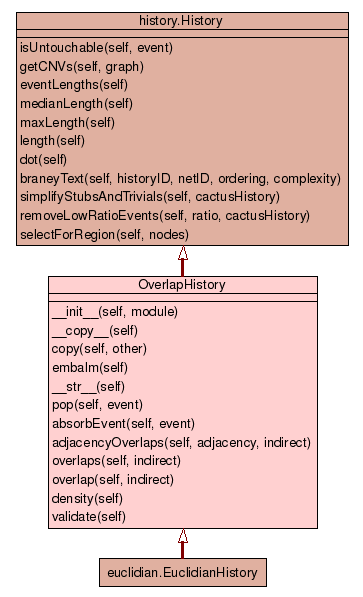 history.History
isUntouchable(self, event)
getCNVs(self, graph)
eventLengths(self)
medianLength(self)
maxLength(self)
length(self)
dot(self)
braneyText(self, historyID, netID, ordering, complexity)
simplifyStubsAndTrivials(self, cactusHistory)
removeLowRatioEvents(self, ratio, cactusHistory)
selectForRegion(self, nodes)
OverlapHistory
__init__(self, module)
__copy__(self)
copy(self, other)
embalm(self)
__str__(self)
pop(self, event)
absorbEvent(self, event)
adjacencyOverlaps(self, adjacency, indirect)
overlaps(self, indirect)
overlap(self, indirect)
density(self)
validate(self)
euclidian.EuclidianHistory